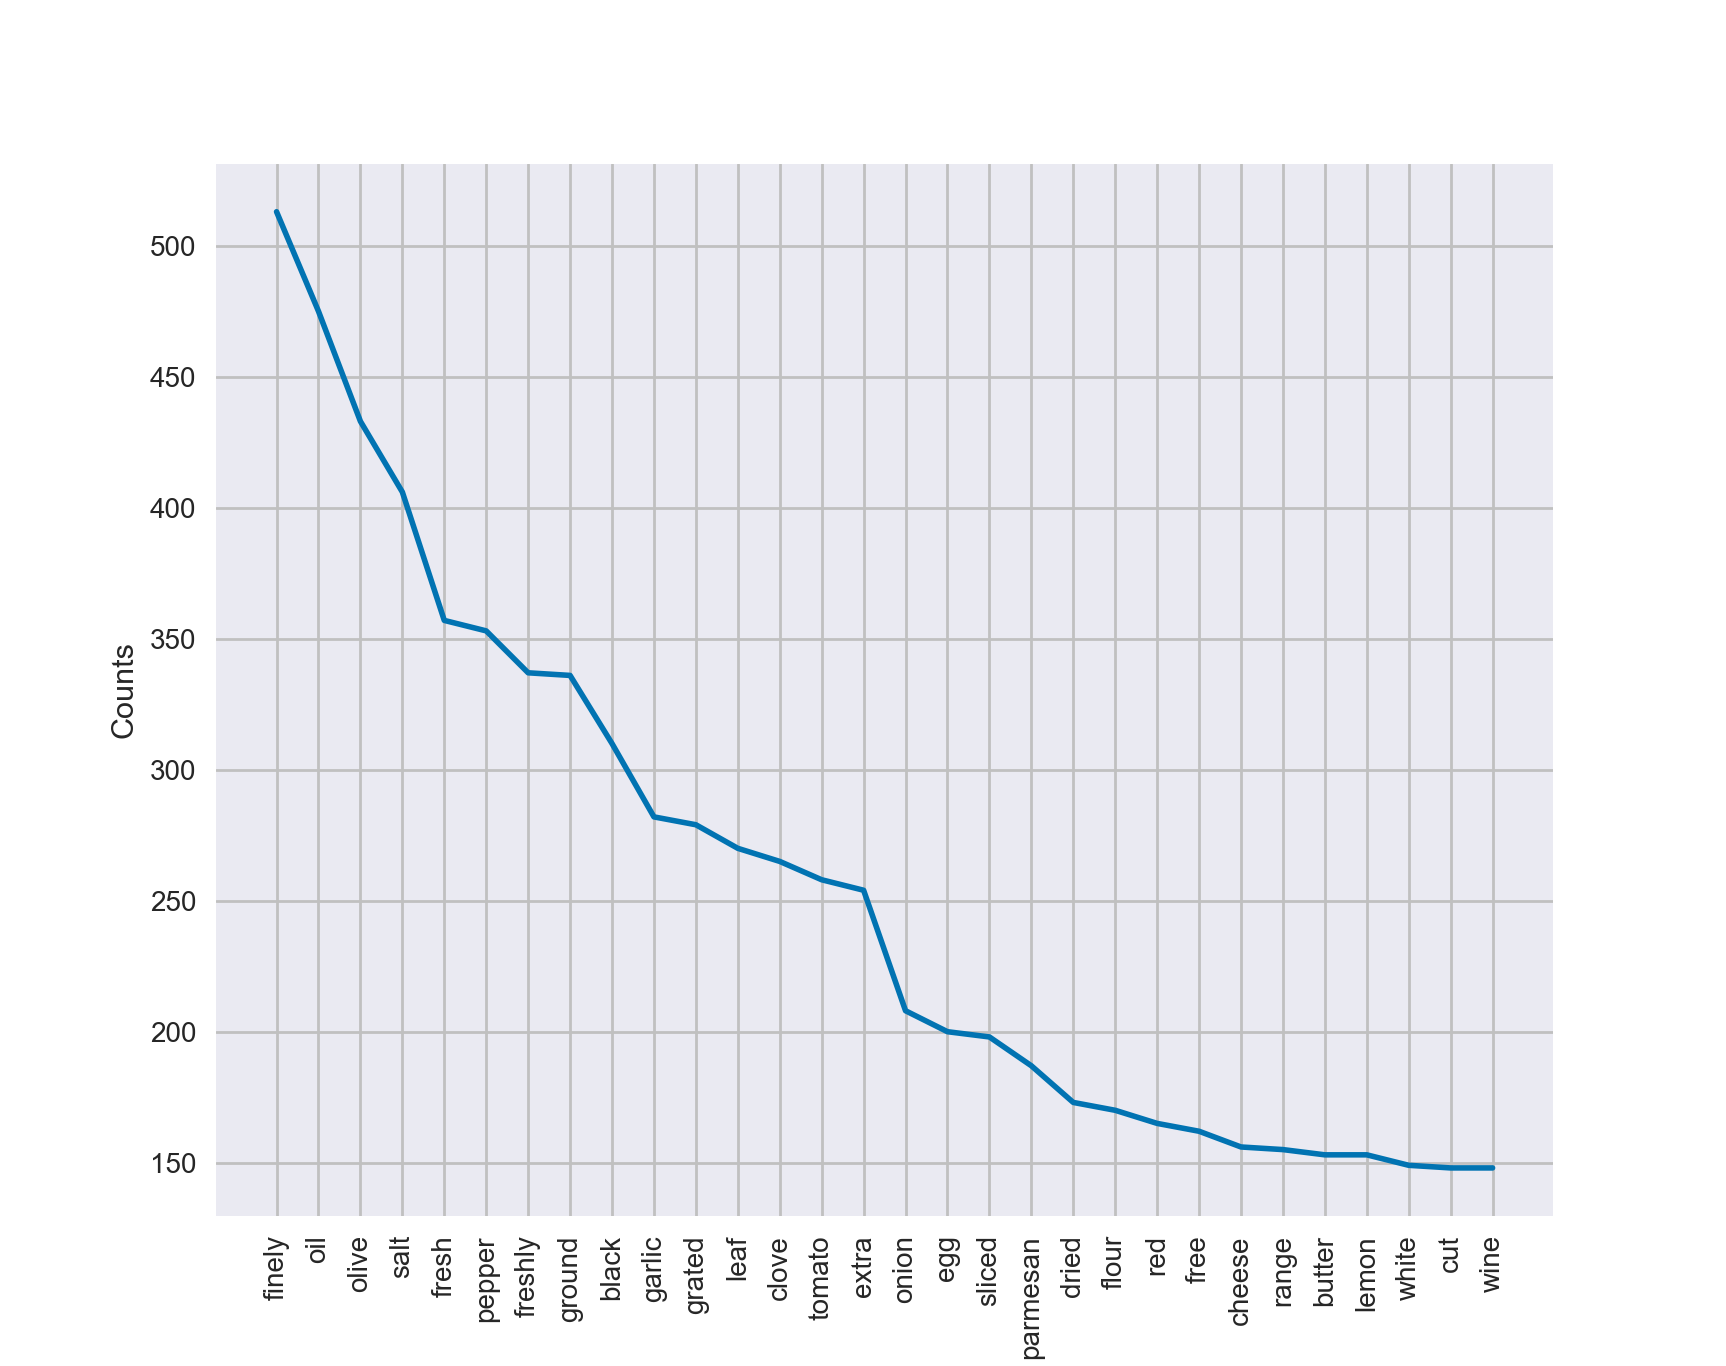 500
450
400
350
300
250
200
150
Counts
finely
oil
olive
salt
fresh
pepper
freshly
ground
black
garlic
grated
leaf
clove
tomato
extra
onion
egg
sliced
parmesan
dried
flour
red
free
cheese
range
butter
lemon
white
cut
wine